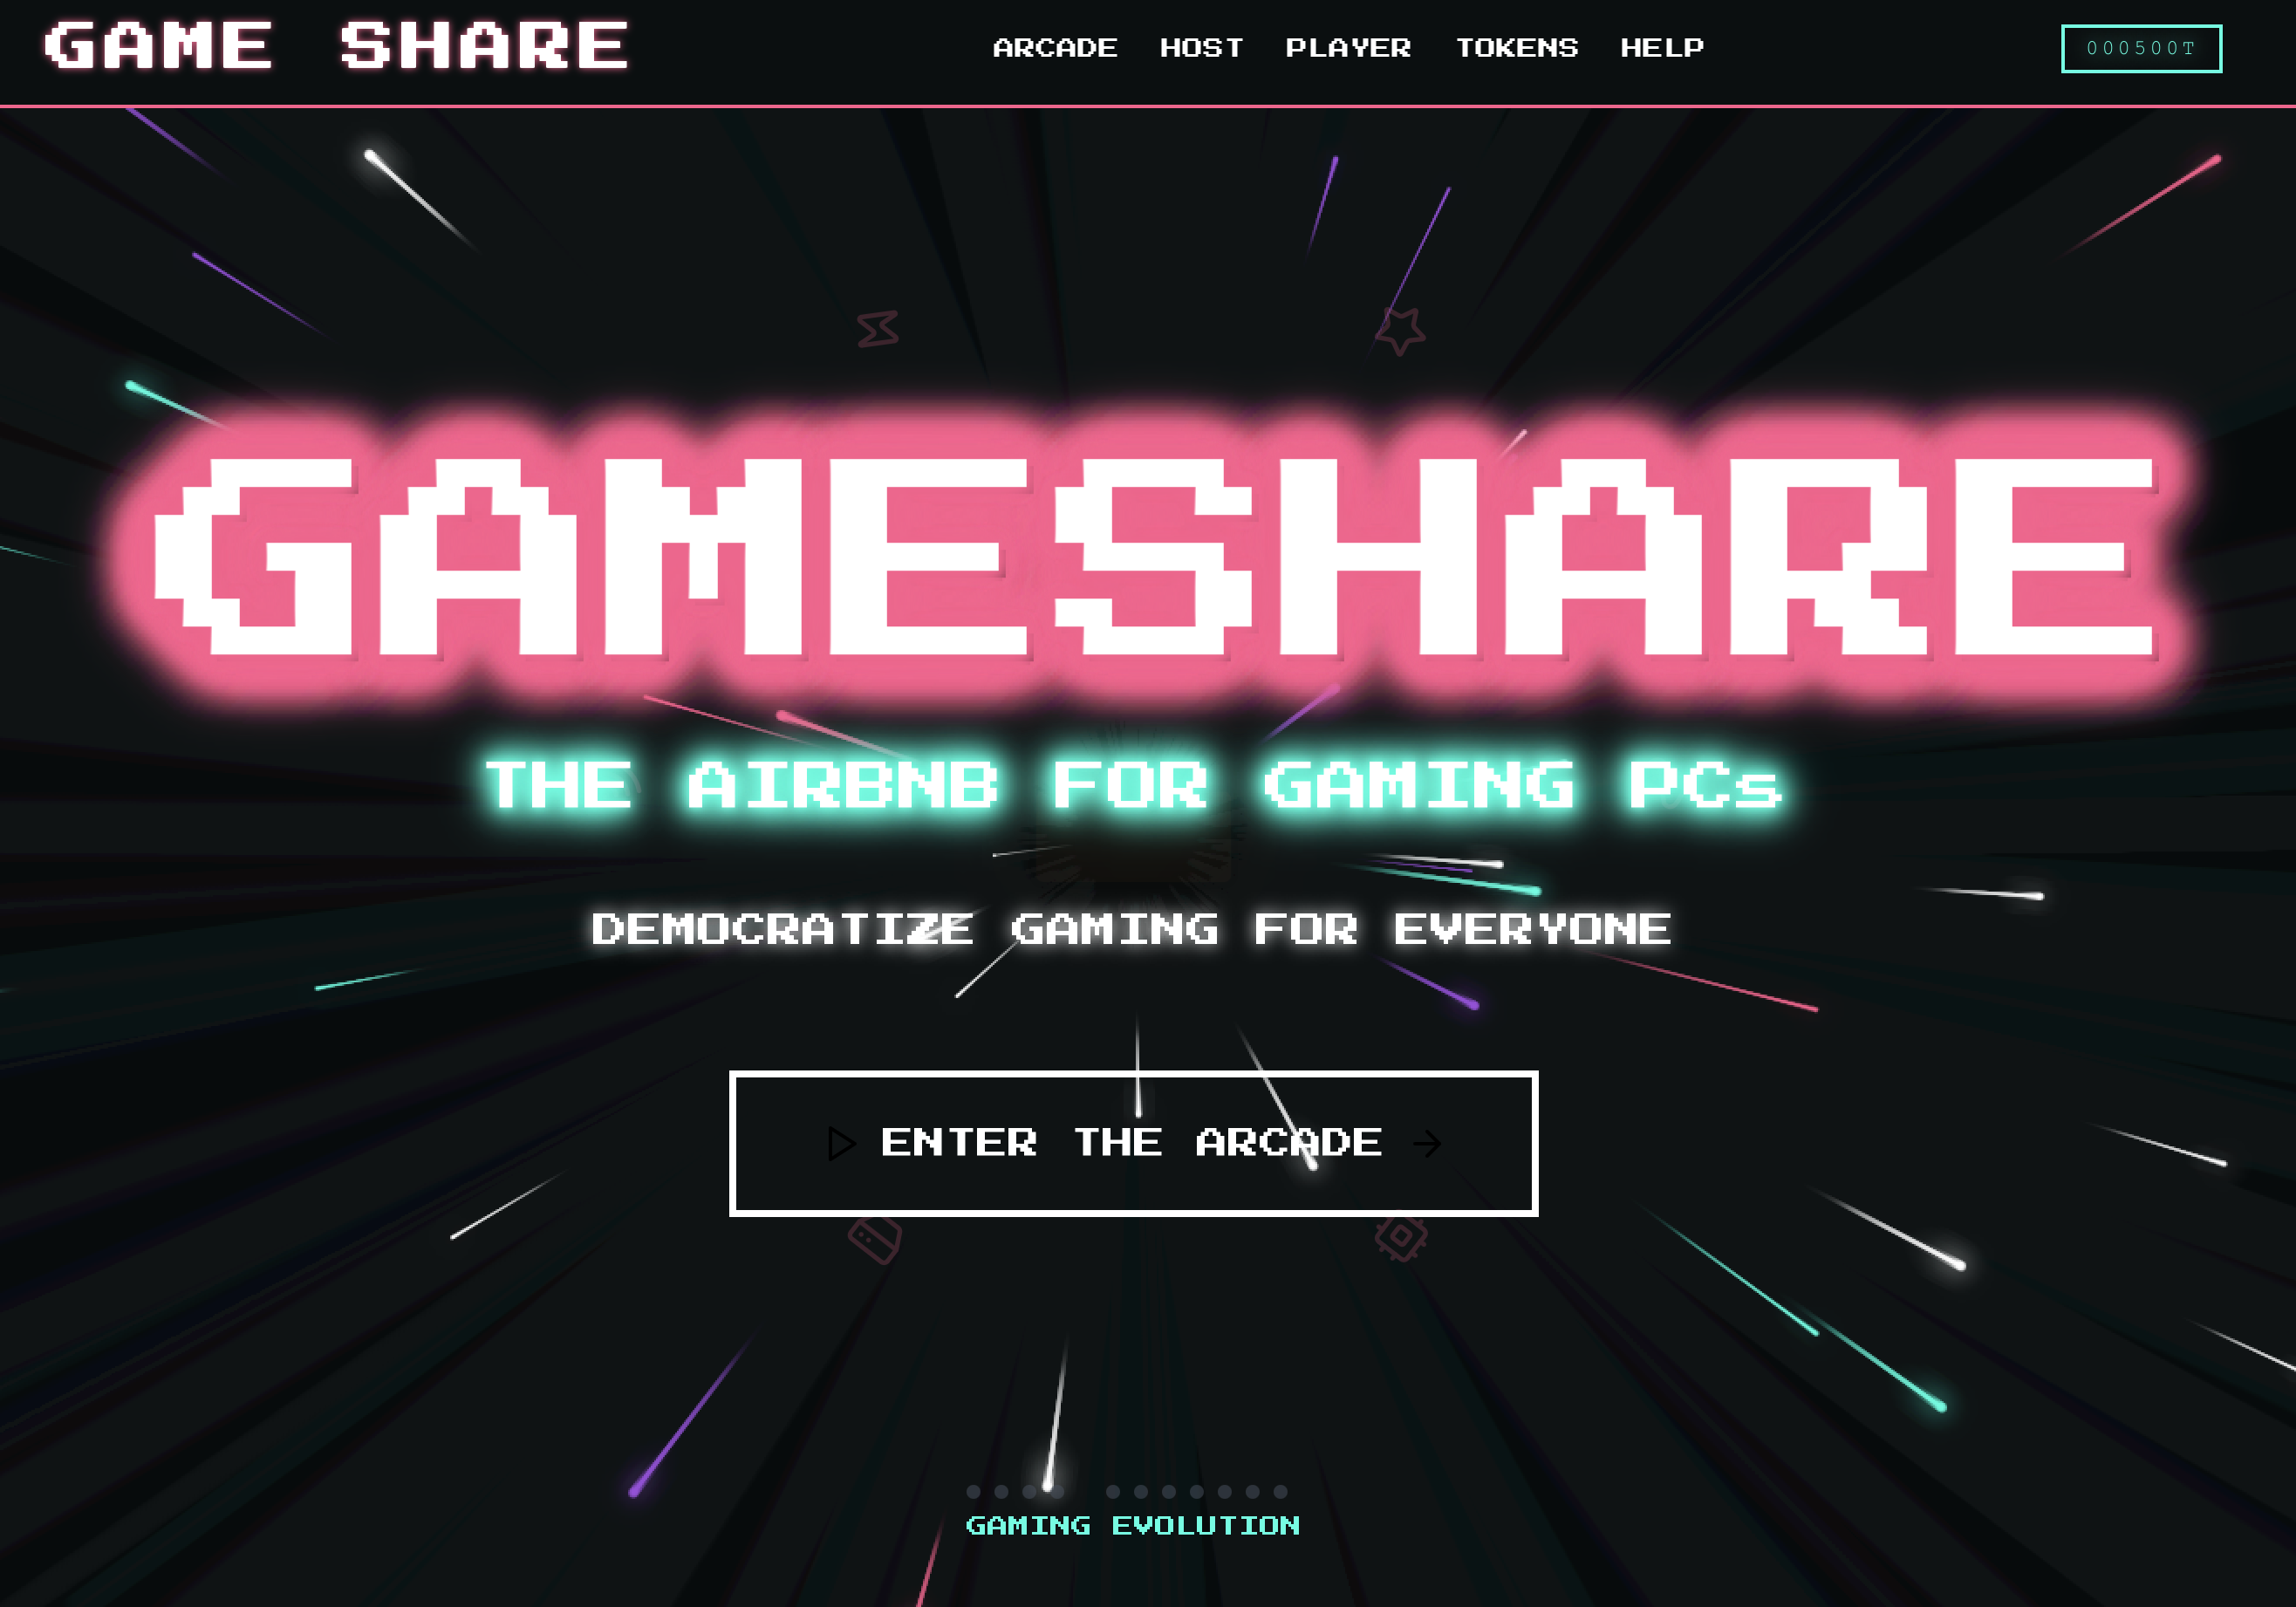 GAME SHARE
ARCADE HOST PLAYER TOKENS HELP
000500T
GAMESHARE
THE AIRBNB FOR GAMING PCs
DEMOCRATIZE GAMING FOR EVERYONE
ENTER THE ARCADE
GAMING EVOLUTION